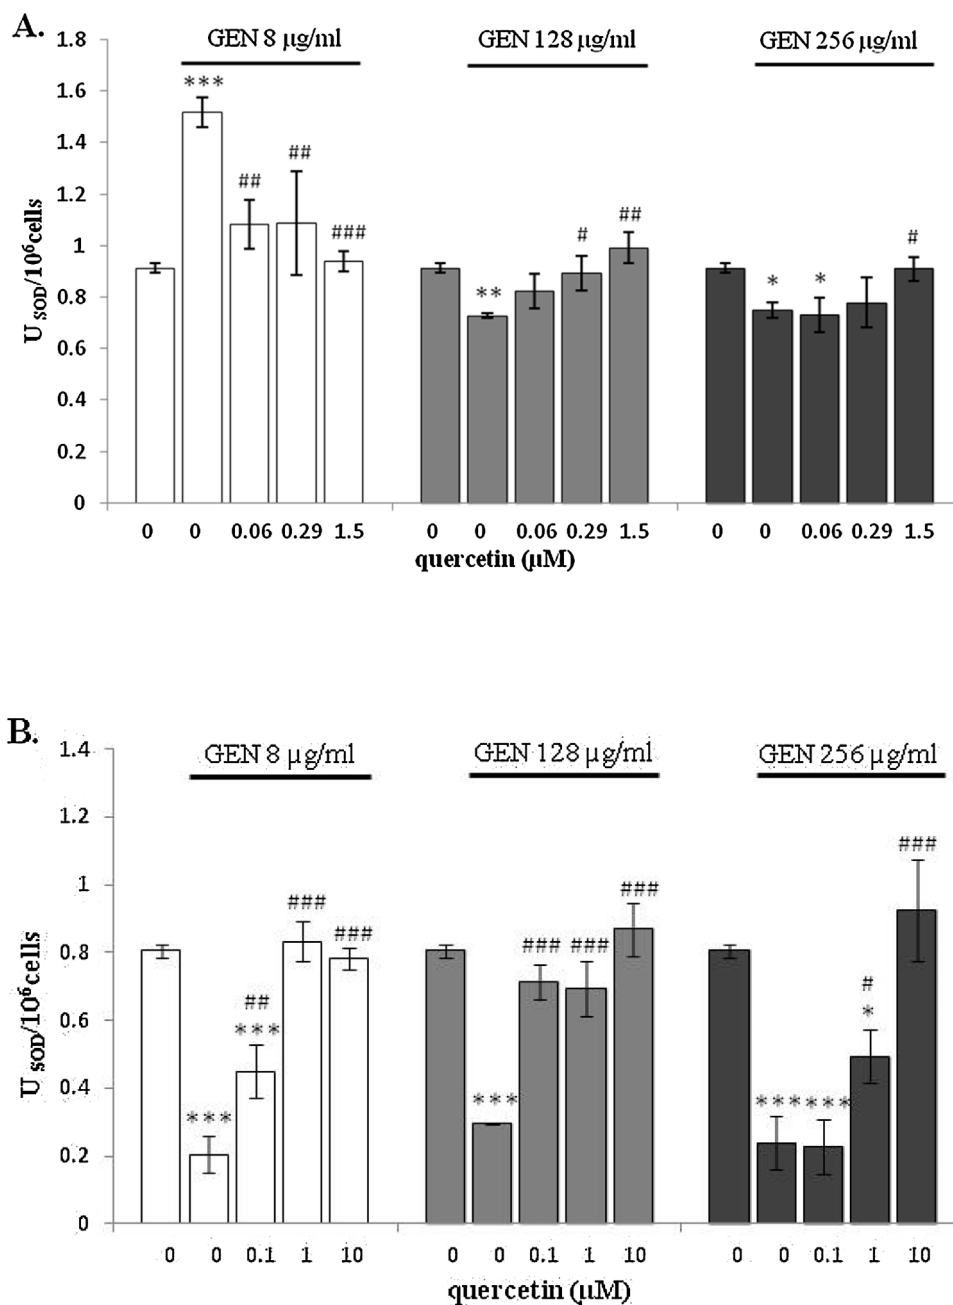 A.
GEN 8 µg/ml GEN 128 µg/ml GEN 256 µg/ml
1.8
1.6
1.4
1.2
1
0.8
0.6
0.4
0.2
0
U SOD/10⁶cells
*** ## ## ###
** # ##
* * #
0 0 0.06 0.29 1.5 0 0 0.06 0.29 1.5 0 0 0.06 0.29 1.5
quercetin (µM)
B.
GEN 8 µg/ml GEN 128 µg/ml GEN 256 µg/ml
1.4
1.2
1
0.8
0.6
0.4
0.2
0
U SOD/10⁶cells
*** ## *** ### ###
*** ### ### ###
*** *** # * ###
0 0 0.1 1 10 0 0 0.1 1 10 0 0 0.1 1 10
quercetin (µM)